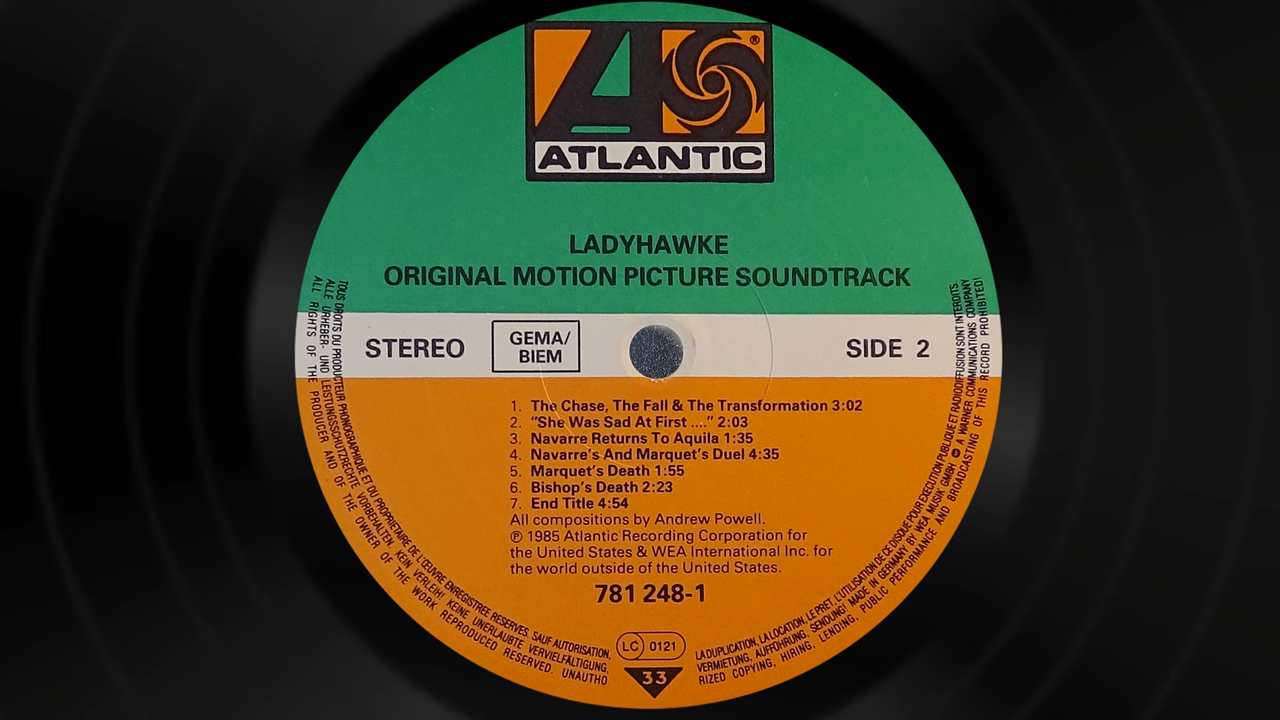 ®
ATLANTIC
LADYHAWKE
ORIGINAL MOTION PICTURE SOUNDTRACK
STEREO
GEMA/
BIEM
SIDE 2
1. The Chase, The Fall & The Transformation 3:02
2. “She Was Sad At First ....” 2:03
3. Navarre Returns To Aquila 1:35
4. Navarre's And Marquet's Duel 4:35
5. Marquet's Death 1:55
6. Bishop's Death 2:23
7. End Title 4:54
All compositions by Andrew Powell.
℗ 1985 Atlantic Recording Corporation for
the United States & WEA International Inc. for
the world outside of the United States.
781 248-1
LC 0121
33
TOUS DROITS DU PRODUCTEUR PHONOGRAPHIQUE ET DU PROPRIETAIRE DE L'ŒUVRE ENREGISTREE RESERVES. SAUF AUTORISATION,
ALLE URHEBER- UND LEISTUNGSSCHUTZRECHTE VORBEHALTEN. KEIN VERLEIH! KEINE UNERLAUBTE VERVIELFÄLTIGUNG,
ALL RIGHTS OF THE PRODUCER AND OF THE OWNER OF THE WORK REPRODUCED RESERVED. UNAUTHO
LA DUPLICATION, LA LOCATION, LE PRET, L'UTILISATION DE CE DISQUE POUR EXECUTION PUBLIQUE ET RADIODIFFUSION SONT INTERDITS.
VERMIETUNG, AUFFÜHRUNG, SENDUNG! MADE IN GERMANY BY WEA MUSIK GMBH A WARNER COMMUNICATIONS COMPANY
RIZED COPYING, HIRING, LENDING, PUBLIC PERFORMANCE AND BROADCASTING OF THIS RECORD PROHIBITED!